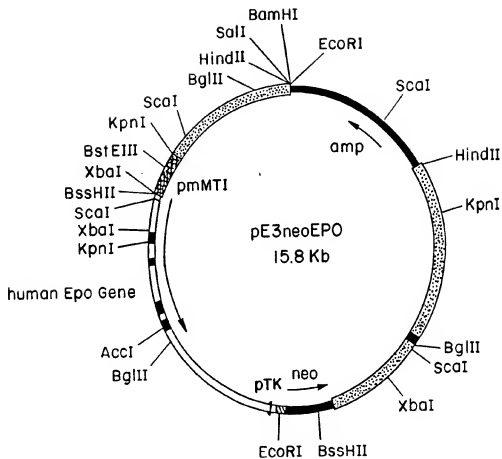 BamHI
SalI
EcoRI
HindII
BglII
ScaI
ScaI
KpnI
amp
BstEIII
HindII
XbaI
pmMTI
KpnI
BssHII
ScaI
pE3neoEPO
XbaI
15.8 Kb
KpnI
human Epo Gene
AccI
BglII
BglII
ScaI
pTK
neo
XbaI
EcoRI
BssHII